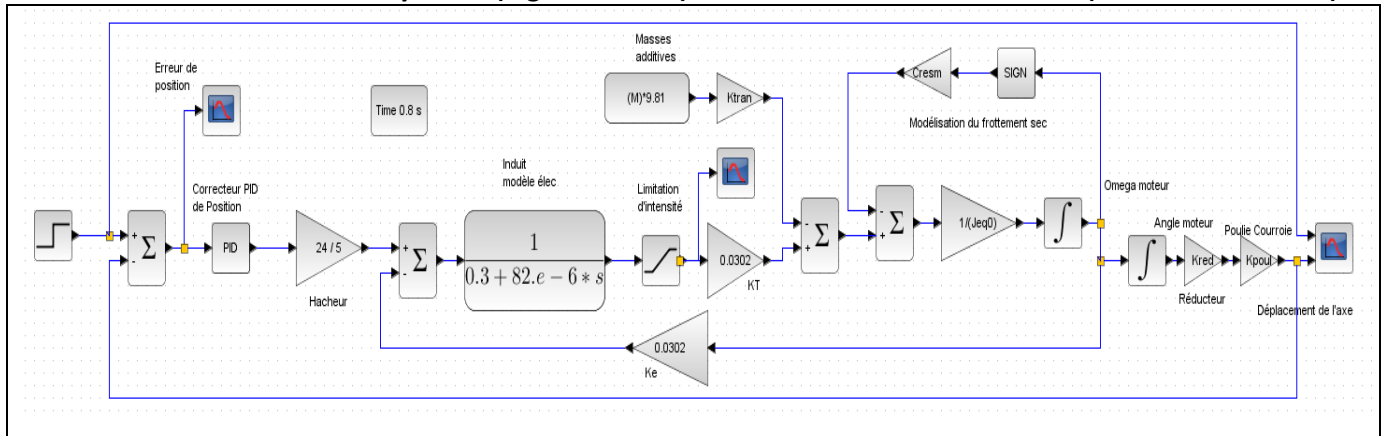 Masses
additives
Erreur de
position
Time 0.8 s
(M)*9.81
Ktran
Cresm
SIGN
Modélisation du frottement sec
Induit
modèle élec
Correcteur PID
de Position
Limitation
d'intensité
Omega moteur
Angle moteur
Poulie Courroie
+
-
Σ
PID
24 / 5
Hacheur
+
-
Σ
1
0.3 + 82.e − 6 * s
0.0302
KT
-
+
Σ
-
+
Σ
1/(Jeq0)
∫
∫
Kred
Kpoul
Réducteur
Déplacement de l'axe
0.0302
Ke